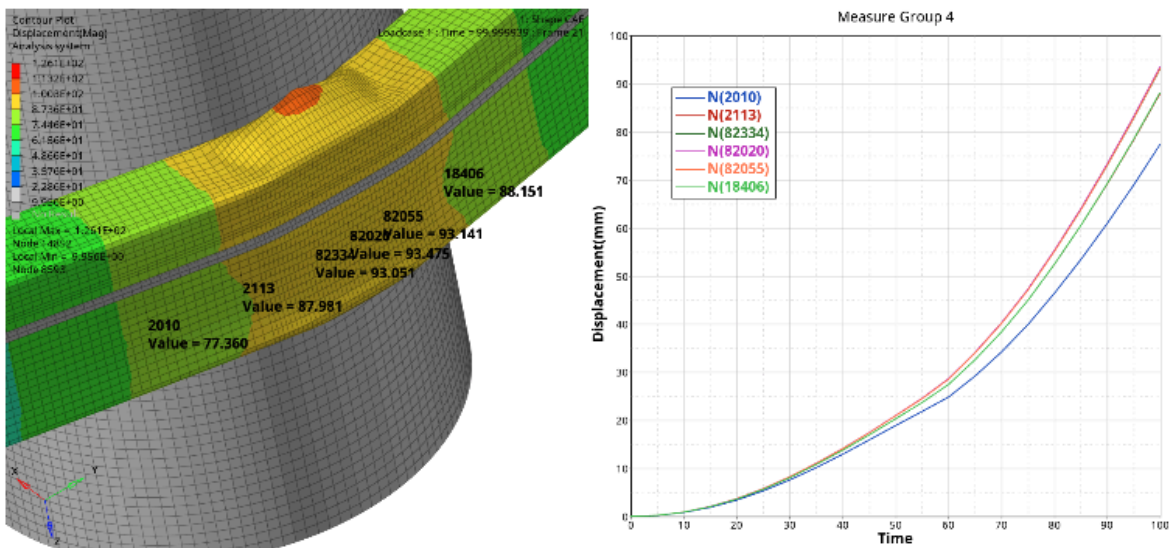 Contour Plot
Displacement(Mag)
Analysis system
1.261E+02
1.132E+02
1.003E+02
8.736E+01
7.446E+01
6.156E+01
4.866E+01
3.576E+01
2.286E+01
9.956E+00
Local Max = 1.261E+02
Node 14892
Local Min = 9.956E+00
Node 8593
1: Shape CAE
Loadcase 1 : Time = 99.999939 : Frame 21
18406
Value = 88.151
82055
Value = 93.141
82020
Value = 93.475
82334
Value = 93.051
2113
Value = 87.981
2010
Value = 77.360
X
Y
Z
Measure Group 4
Displacement(mm)
100
90
80
70
60
50
40
30
20
10
0
N(2010)
N(2113)
N(82334)
N(82020)
N(82055)
N(18406)
0 10 20 30 40 50 60 70 80 90 100
Time